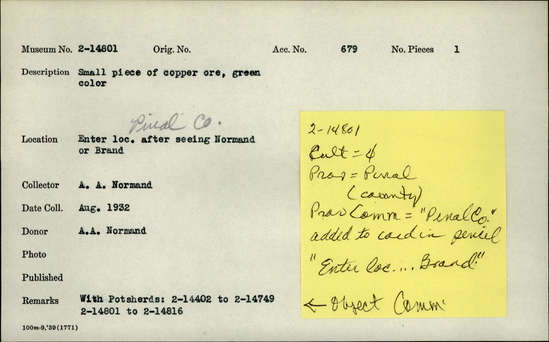 Museum No. 2-14801 Orig. No. Acc. No. 679 No. Pieces 1
Description Small piece of copper ore, green
color
Pinal Co.
Location Enter loc. after seeing Normand
or Brand
Collector A. A. Normand
Date Coll. Aug. 1932
Donor A.A. Normand
Photo
Published
Remarks With Potsherds: 2-14402 to 2-14749
2-14801 to 2-14816
100m-9,'39(1771)
2-14801
Cult = 4
Prov = Pinal
(county)
Prov Comm = "Pinal Co."
added to card in pencil
"Enter loc.... Brand."
← Object Comm